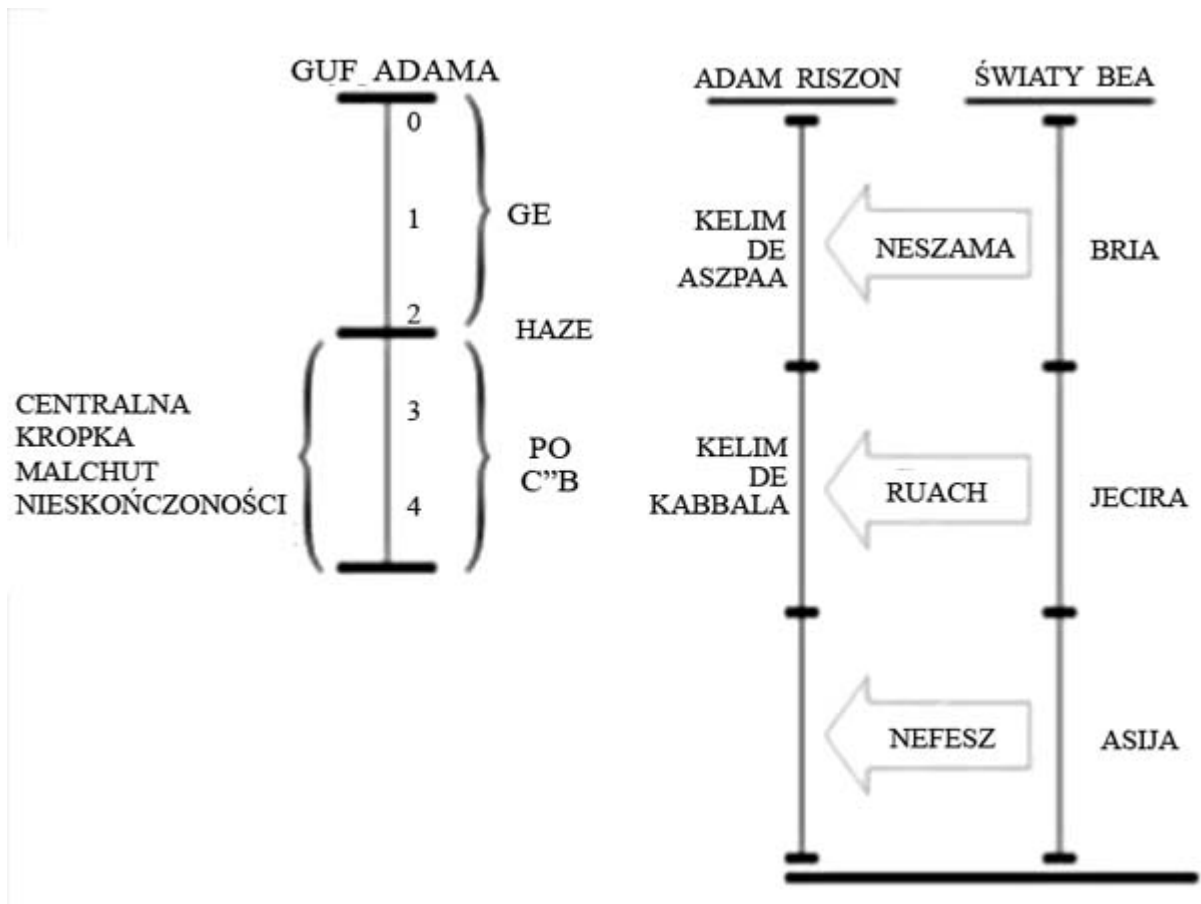 GUF_ADAMA
0
1
GE
2
HAZE
CENTRALNA
KROPKA
MALCHUT
NIESKOŃCZONOŚCI
3
4
PO
C”B
ADAM RISZON
ŚWIATY BEA
KELIM
DE
ASZPAA
NESZAMA
BRIA
KELIM
DE
KABBALA
RUACH
JECIRA
NEFESZ
ASIJA